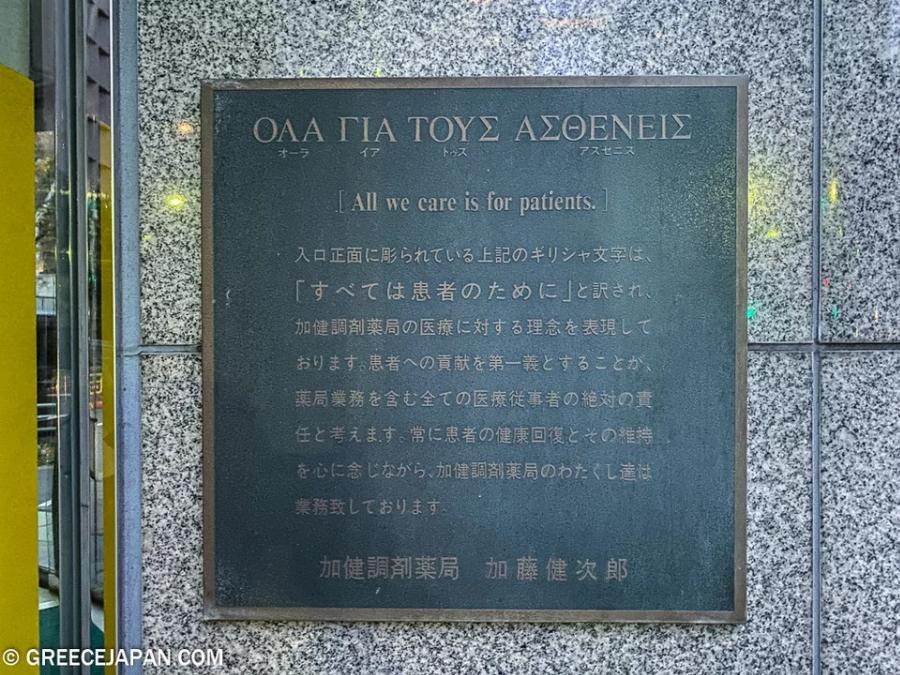 ΟΛΑ ΓΙΑ ΤΟΥΣ ΑΣΘΕΝΕΙΣ
オーラ イア トゥス アスセニス
[ All we care is for patients. ]
入口正面に彫られている上記のギリシャ文字は、
「すべては患者のために」と訳され、
加健調剤薬局の医療に対する理念を表現して
おります。患者への貢献を第一義とすることが、
薬局業務を含む全ての医療従事者の絶対の責
任と考えます。常に患者の健康回復とその維持
を心に念じながら、加健調剤薬局のわたくし達は
業務致しております。
加健調剤薬局 加藤健次郎
© GREECEJAPAN.COM